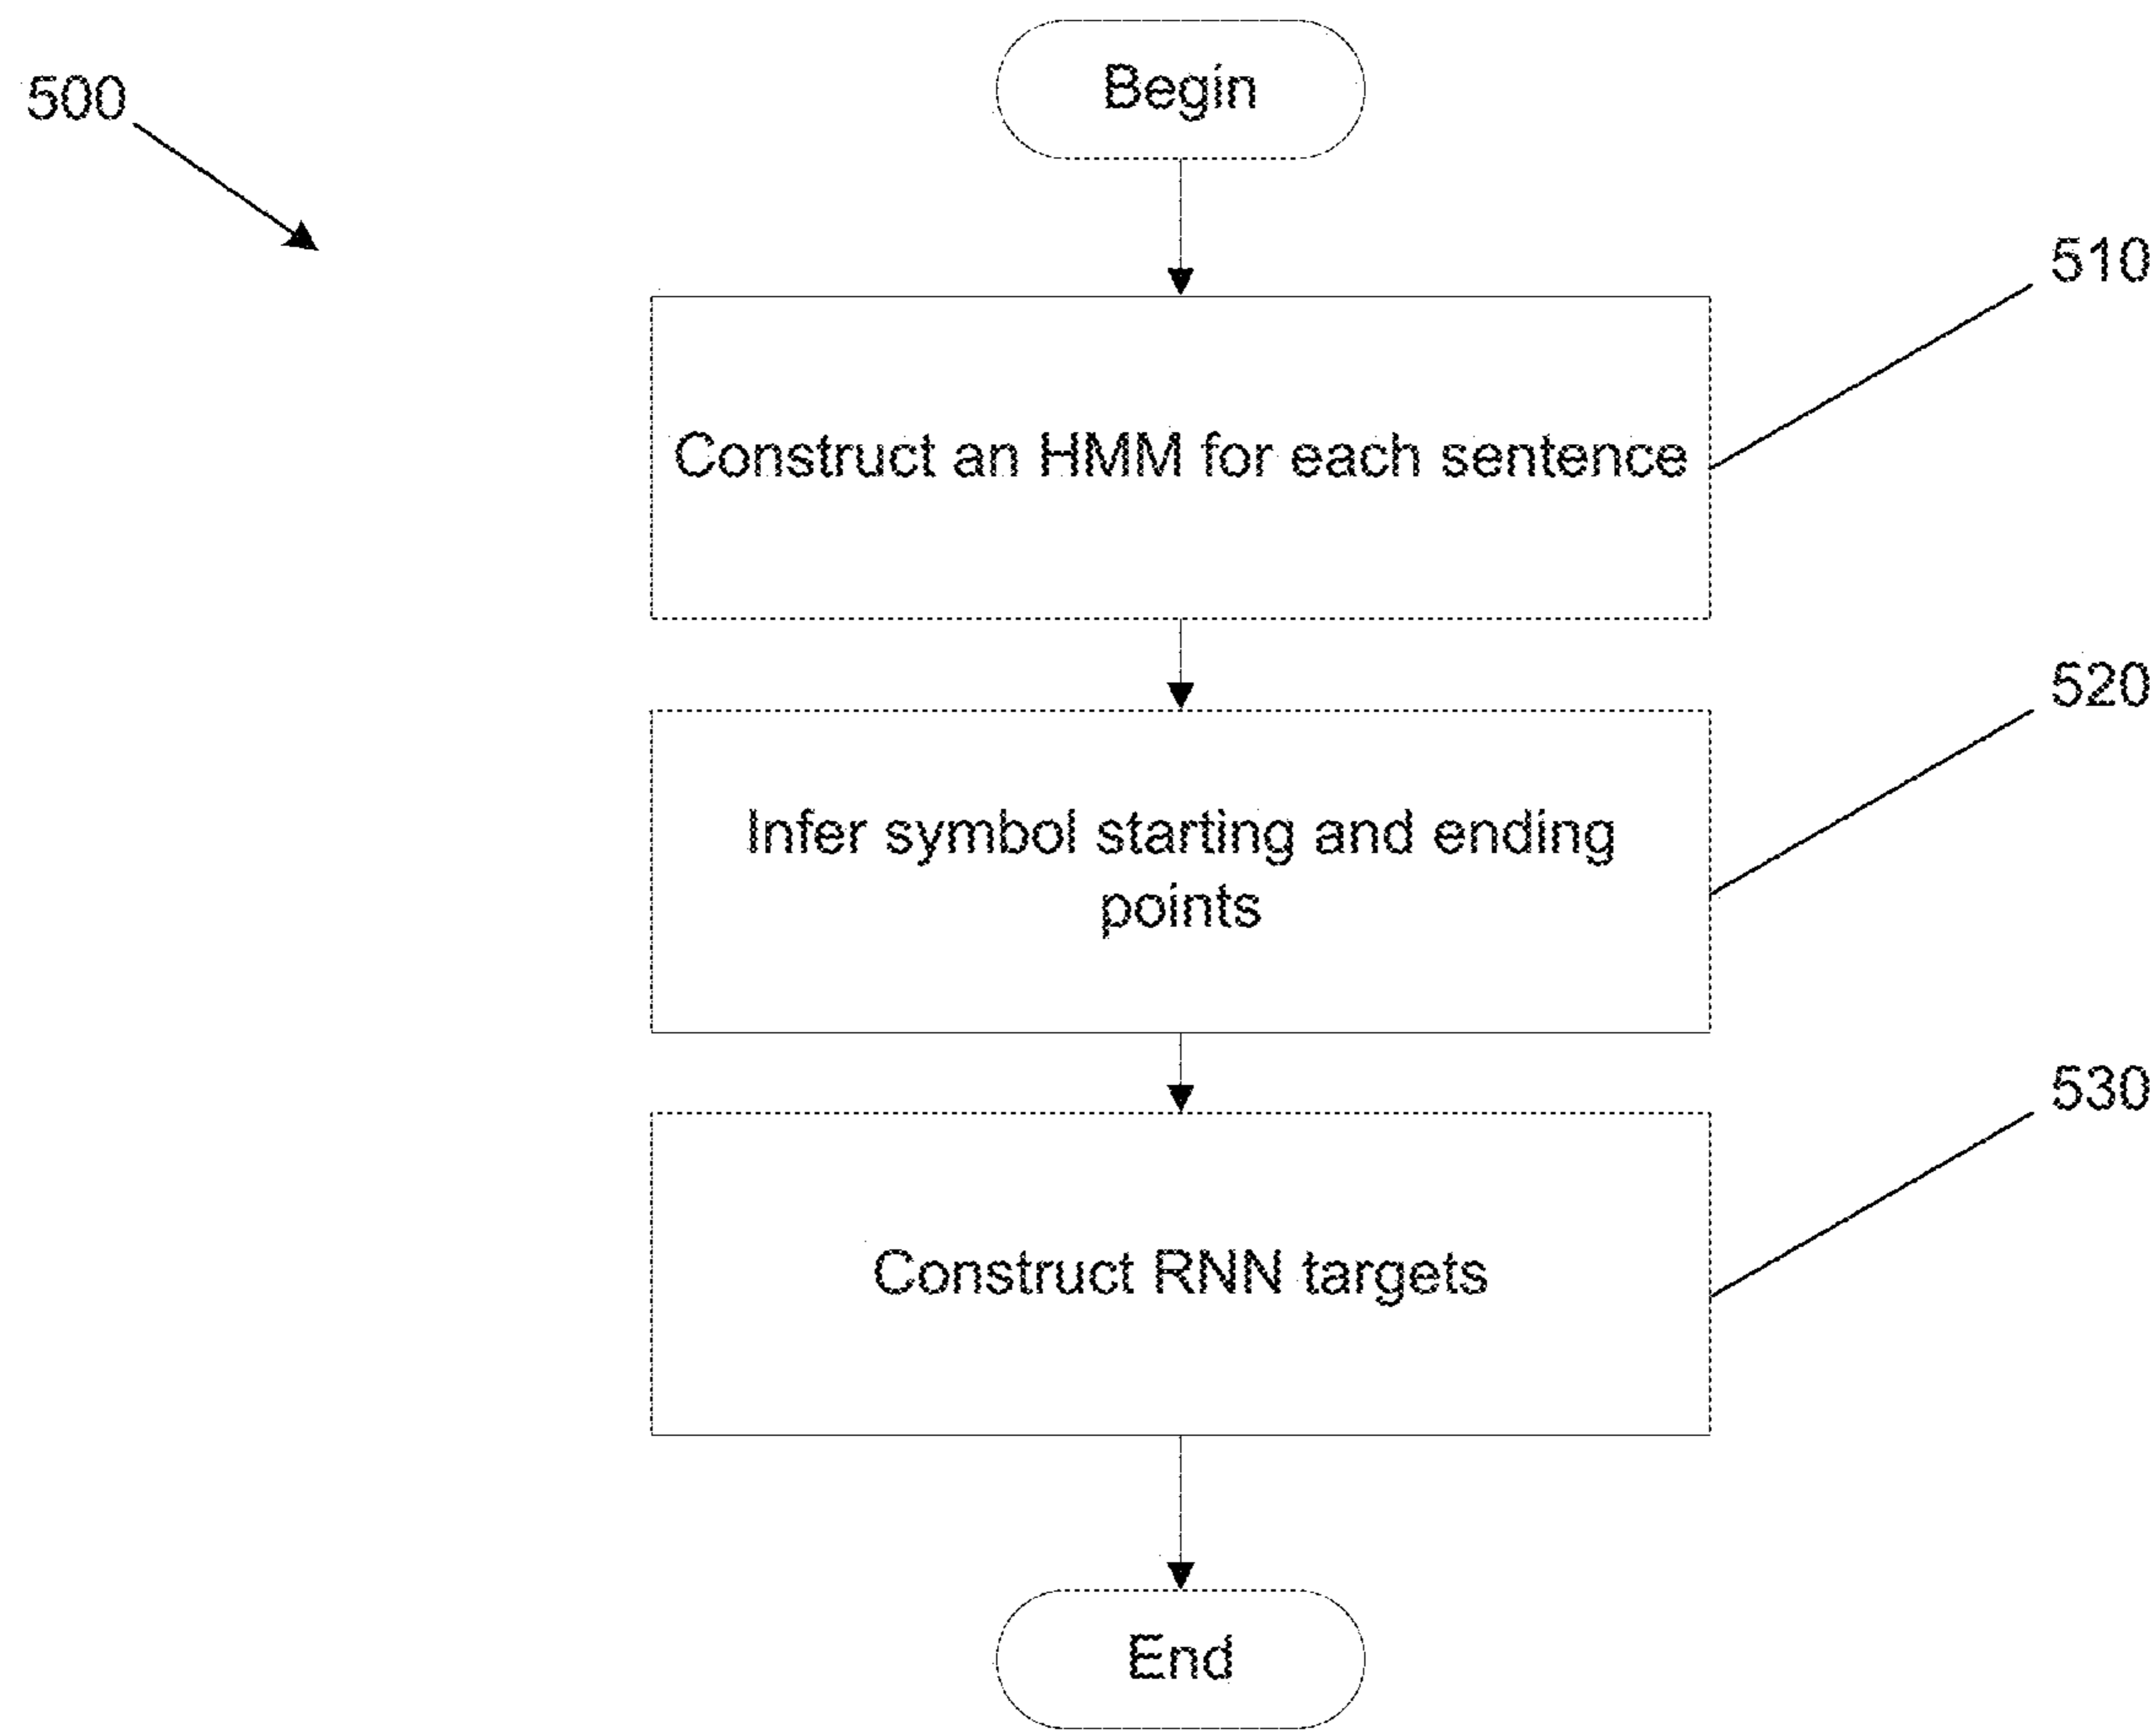 Begin
500
510
Construct an HMM for each sentence
520
Infer symbol starting and ending
points
530
Construct RNN targets
End